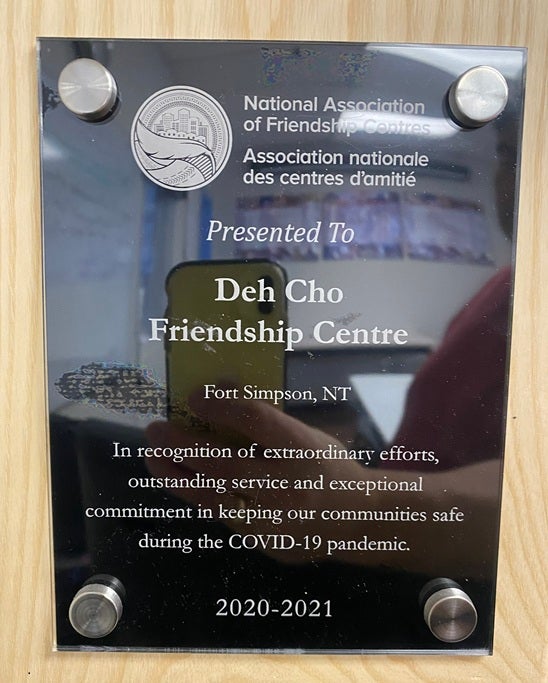 National Association
of Friendship Centres
Association nationale
des centres d'amitié
Presented To
Deh Cho
Friendship Centre
Fort Simpson, NT
In recognition of extraordinary efforts,
outstanding service and exceptional
commitment in keeping our communities safe
during the COVID-19 pandemic.
2020-2021